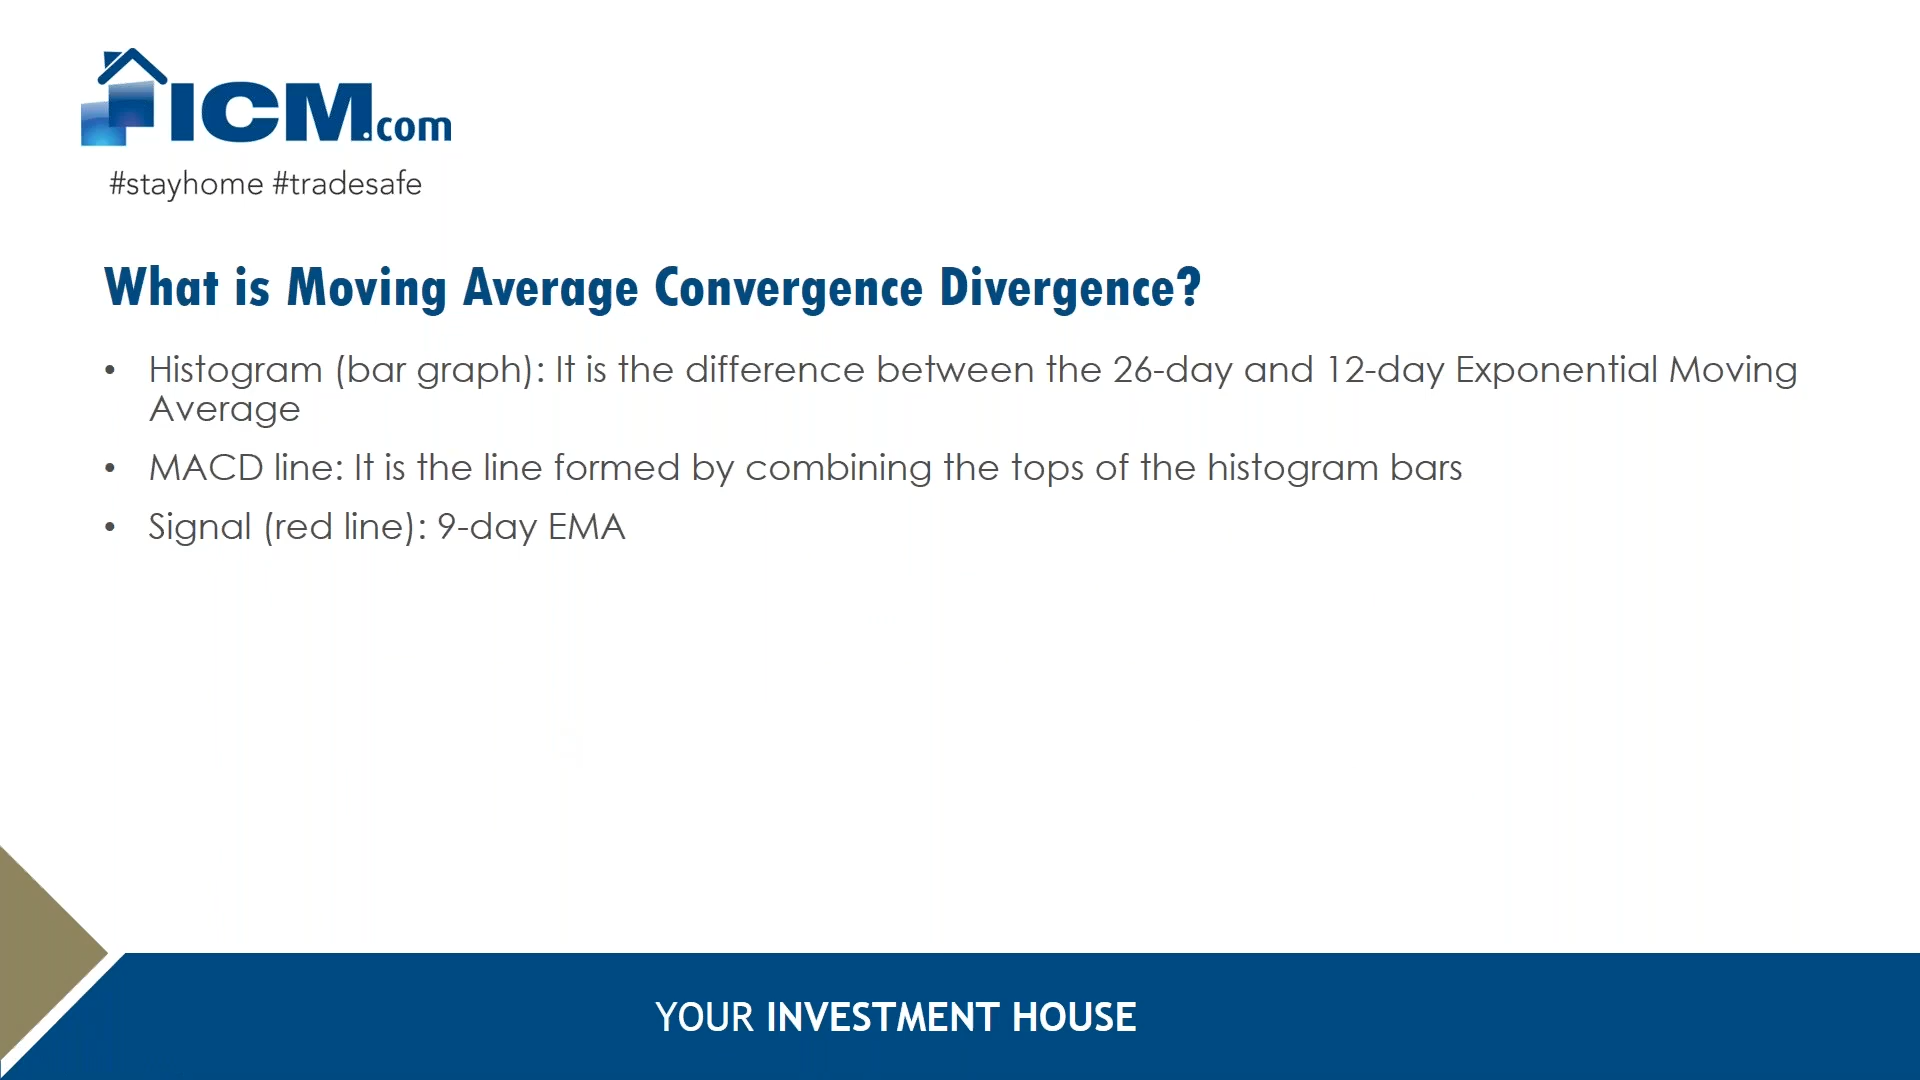 ICM.com
#stayhome #tradesafe
What is Moving Average Convergence Divergence?
• Histogram (bar graph): It is the difference between the 26-day and 12-day Exponential Moving
Average
• MACD line: It is the line formed by combining the tops of the histogram bars
• Signal (red line): 9-day EMA
YOUR INVESTMENT HOUSE